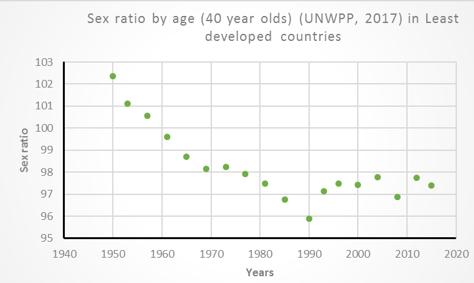 Sex ratio by age (40 year olds) (UNWPP, 2017) in Least
developed countries
103
102
101
100
99
98
97
96
95
Sex ratio
1940 1950 1960 1970 1980 1990 2000 2010 2020
Years